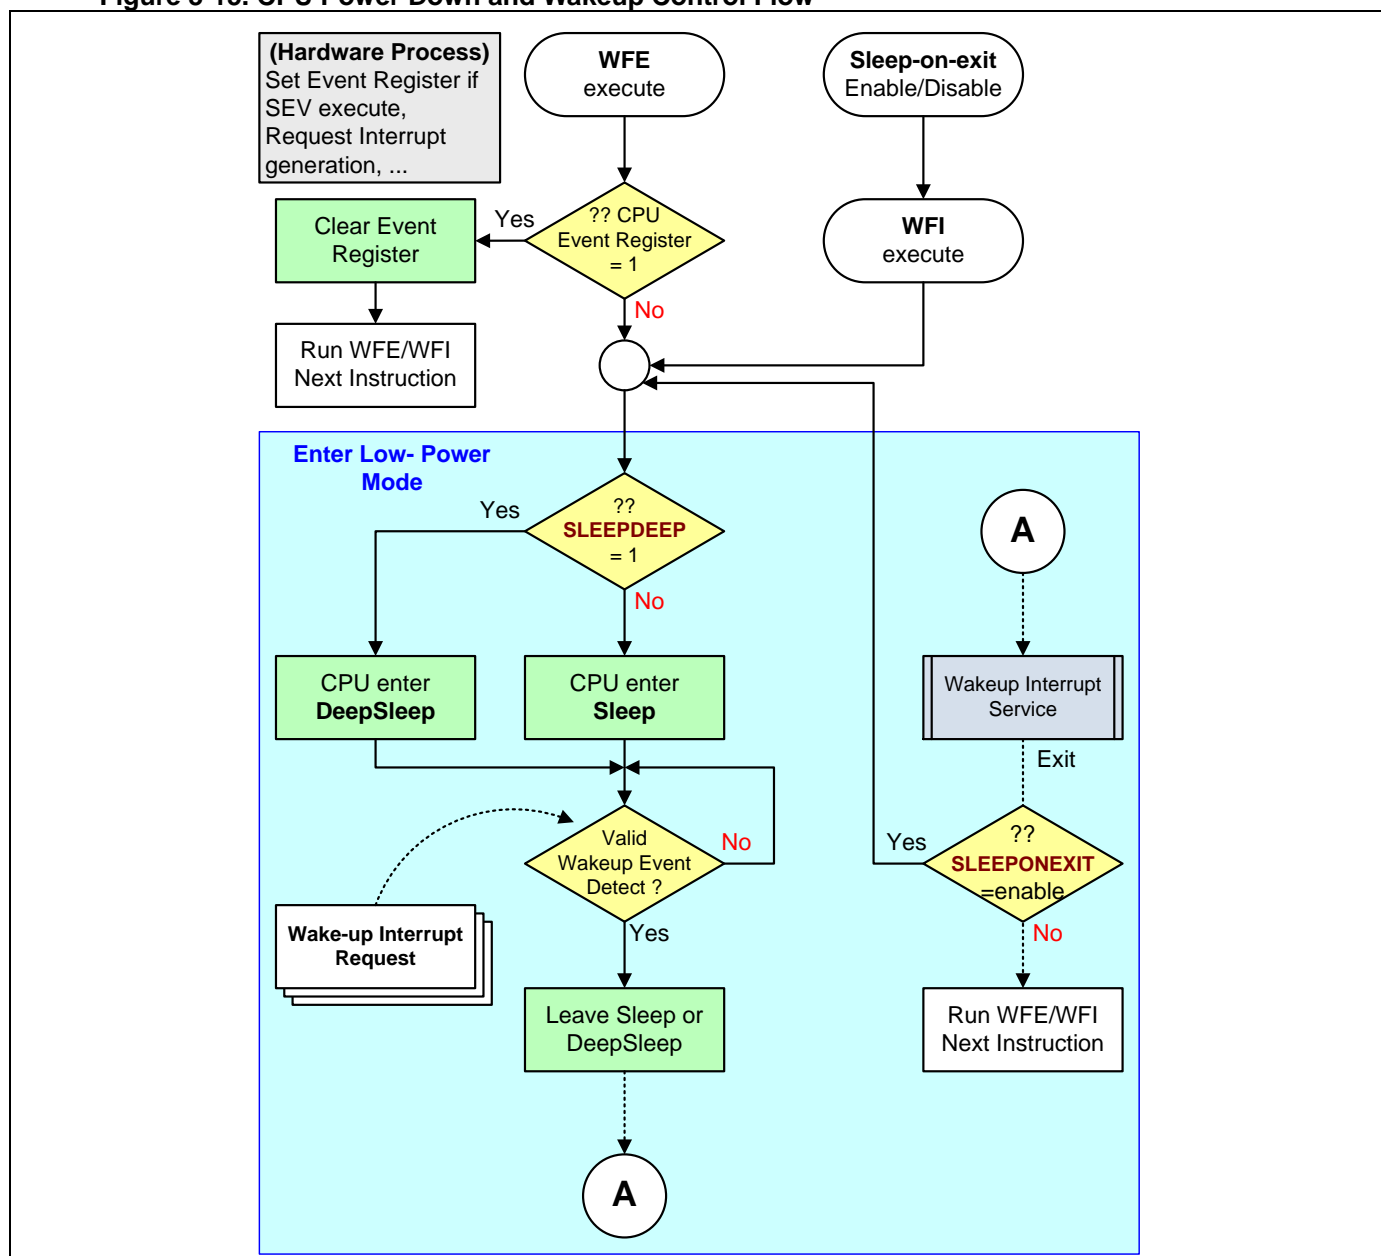 (Hardware Process)
Set Event Register if
SEV execute,
Request Interrupt
generation, ...
WFE
execute
Sleep-on-exit
Enable/Disable
Clear Event
Register
Yes
?? CPU
Event Register
= 1
No
WFI
execute
Run WFE/WFI
Next Instruction
Enter Low- Power
Mode
Yes
??
SLEEPDEEP
= 1
No
A
CPU enter
DeepSleep
CPU enter
Sleep
Wakeup Interrupt
Service
Exit
Valid
Wakeup Event
Detect ?
No
Yes
Yes
??
SLEEPONEXIT
=enable
No
Wake-up Interrupt
Request
Leave Sleep or
DeepSleep
Run WFE/WFI
Next Instruction
A